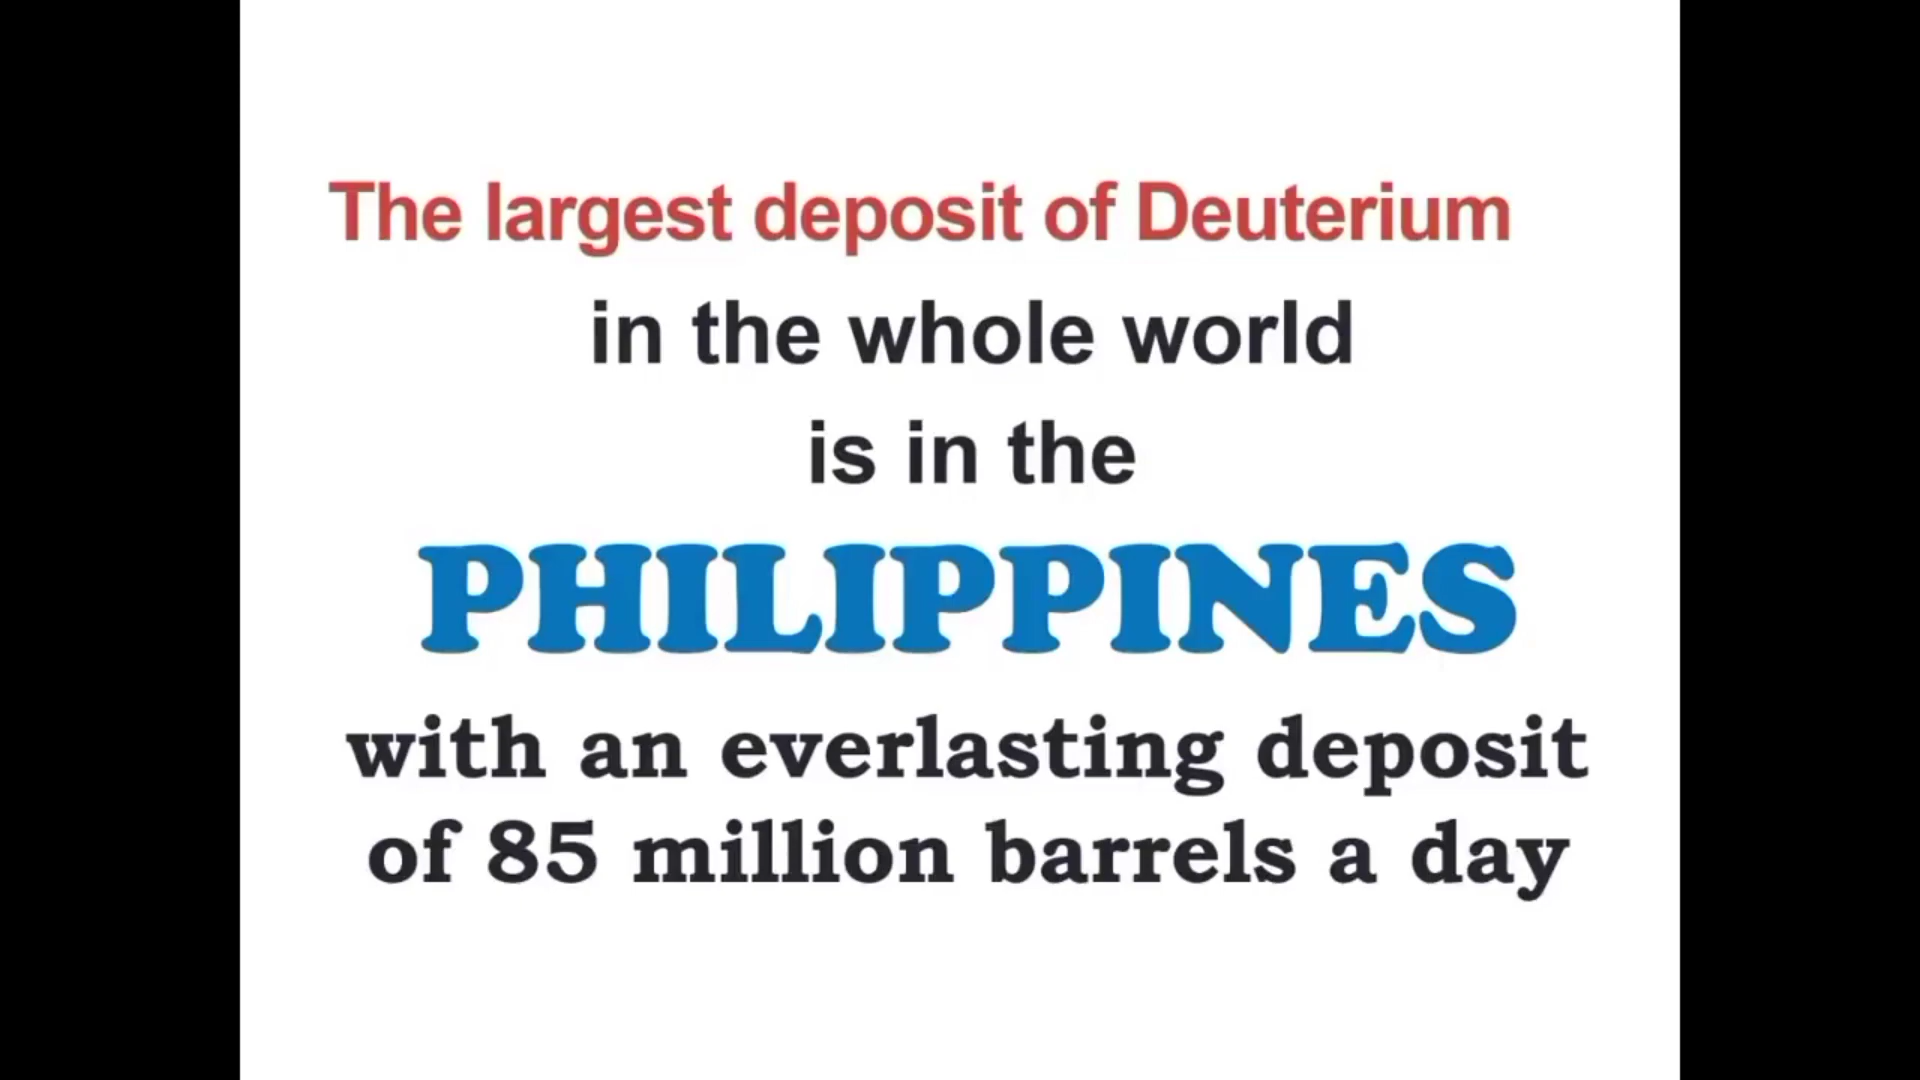 The largest deposit of Deuterium
in the whole world
is in the
PHILIPPINES
with an everlasting deposit
of 85 million barrels a day